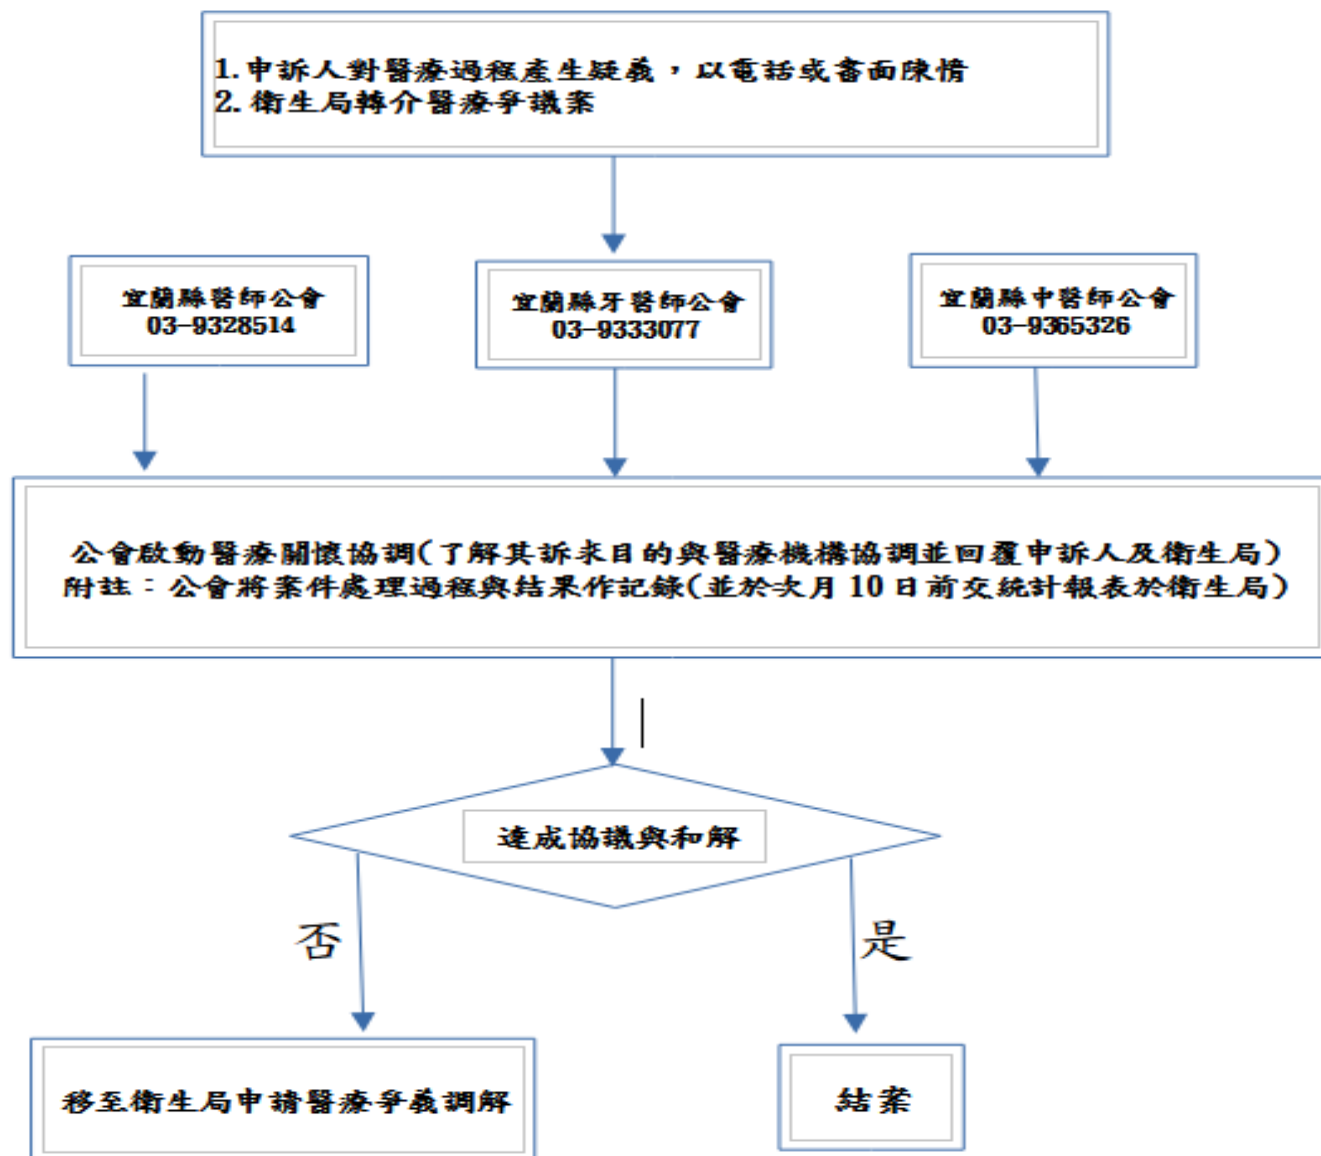 1.申訴人對醫療過程產生疑義，以電話或書面陳情
2.衛生局轉介醫療爭議案
宜蘭縣醫師公會
03-9328514
宜蘭縣牙醫師公會
03-9333077
宜蘭縣中醫師公會
03-9365326
公會啟動醫療關懷協調(了解其訴求目的與醫療機構協調並回覆申訴人及衛生局)
附註：公會將案件處理過程與結果作記錄(並於次月10日前交統計報表於衛生局)
達成協議與和解
否
是
移至衛生局申請醫療爭義調解
結案